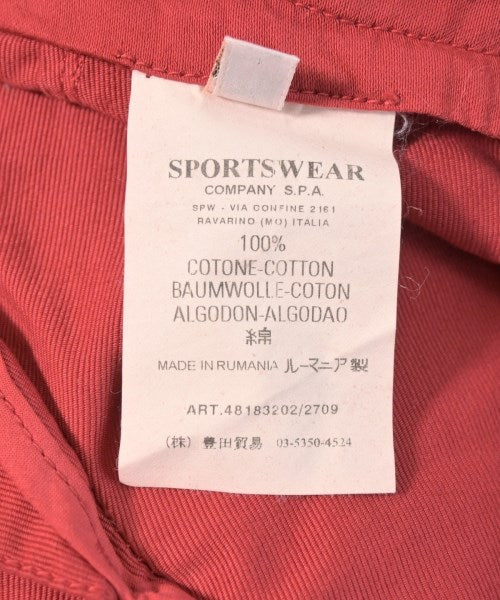 SPORTSWEAR
COMPANY S.P.A.
SPW - VIA CONFINE 2161
RAVARINO (MO) ITALIA
100%
COTONE-COTTON
BAUMWOLLE-COTON
ALGODON-ALGODAO
綿
MADE IN RUMANIA ルーマニア製
ART.48183202/2709
(株) 豊田貿易 03-5350-4524